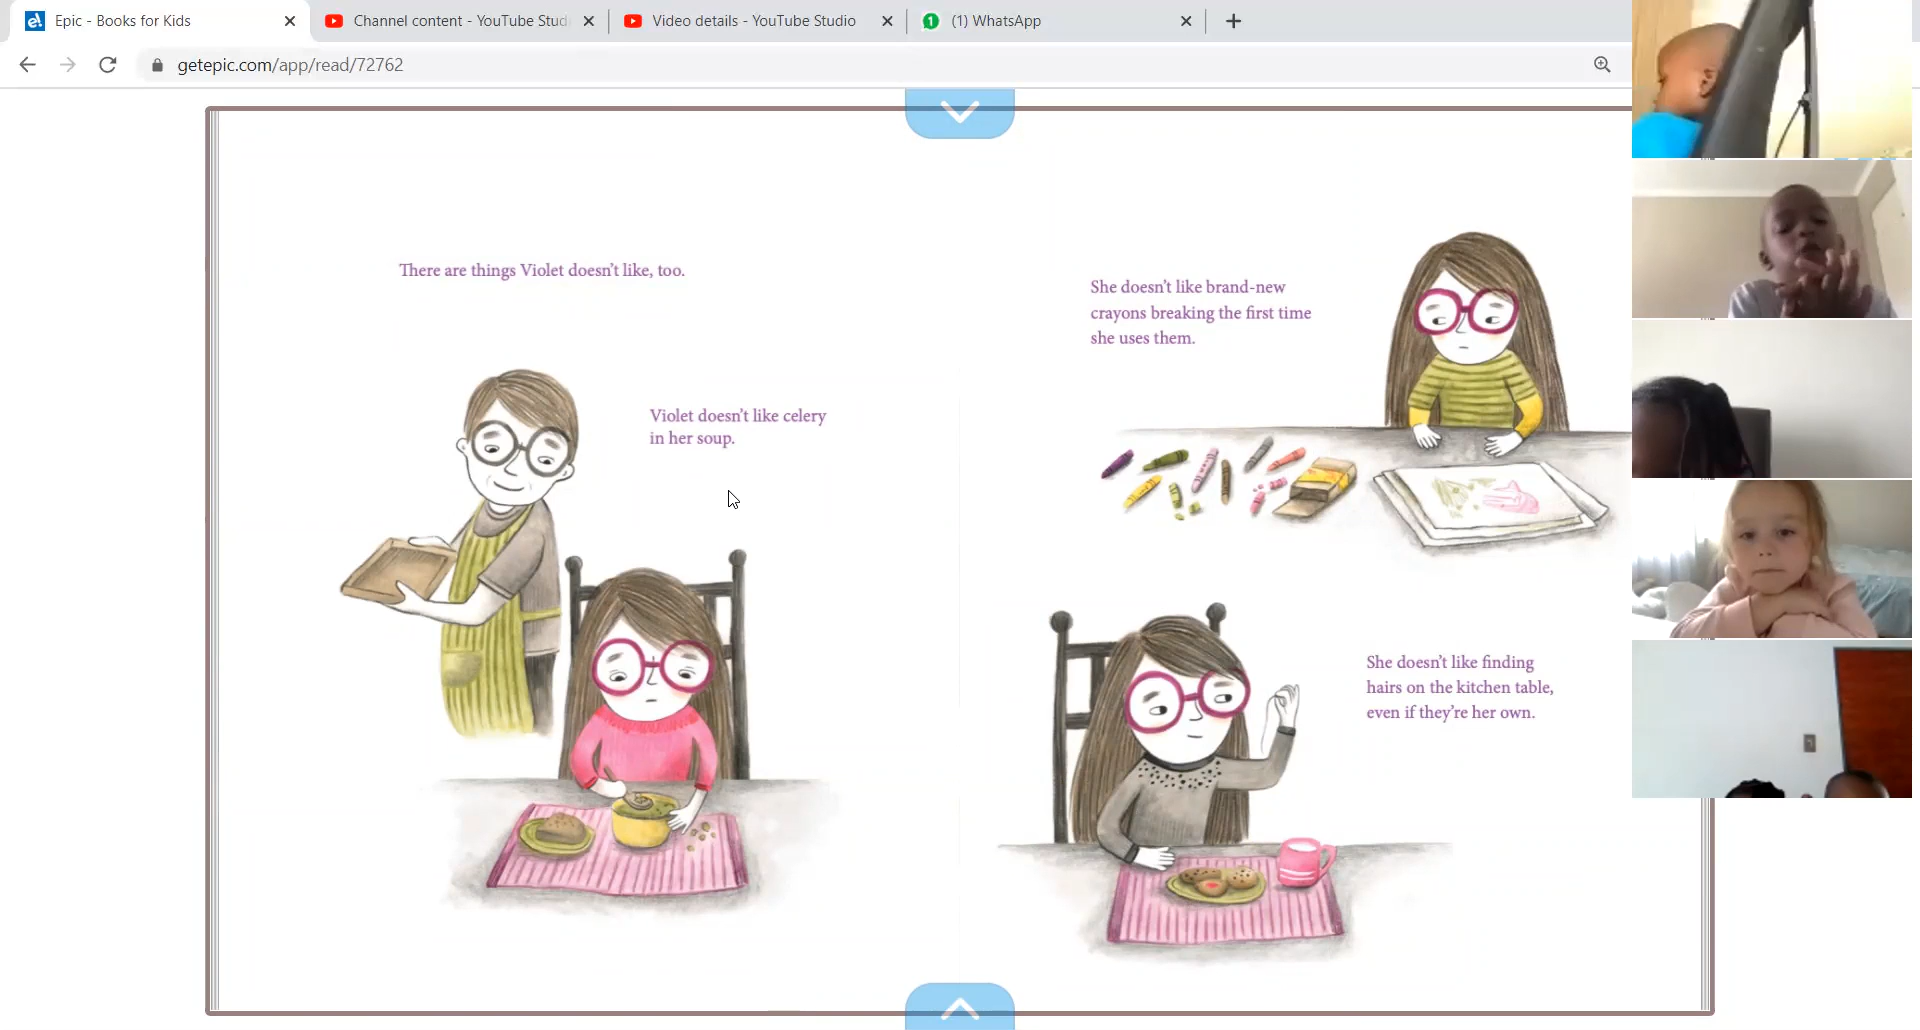 Epic - Books for Kids
Channel content - YouTube Stud
Video details - YouTube Studio
(1) WhatsApp
getepic.com/app/read/72762
There are things Violet doesn't like, too.
Violet doesn't like celery
in her soup.
She doesn't like brand-new
crayons breaking the first time
she uses them.
She doesn't like finding
hairs on the kitchen table,
even if they're her own.